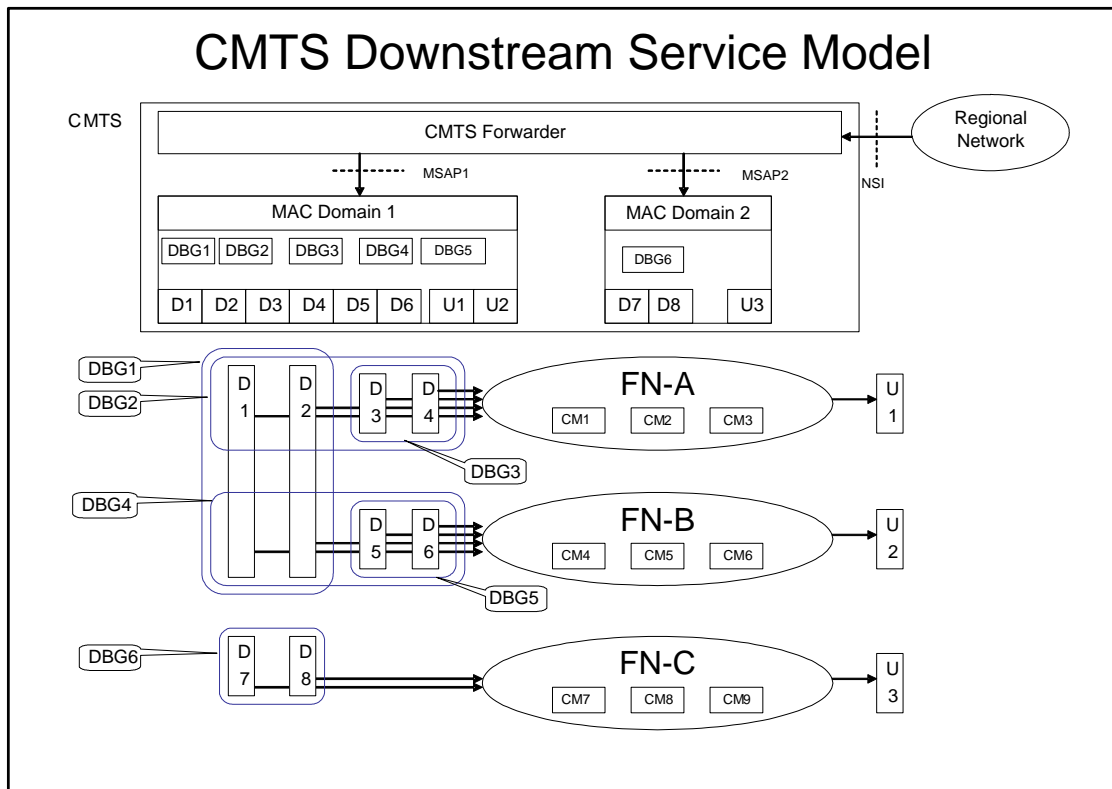 CMTS Downstream Service Model
CMTS
CMTS Forwarder
Regional
Network
MSAP1
MSAP2
NSI
MAC Domain 1
MAC Domain 2
DBG1 DBG2 DBG3 DBG4 DBG5
DBG6
D1 D2 D3 D4 D5 D6 U1 U2
D7 D8 U3
DBG1
DBG2
D
1
D
2
D
3
D
4
FN-A
CM1 CM2 CM3
U
1
DBG3
DBG4
D
5
D
6
FN-B
CM4 CM5 CM6
U
2
DBG5
DBG6
D
7
D
8
FN-C
CM7 CM8 CM9
U
3